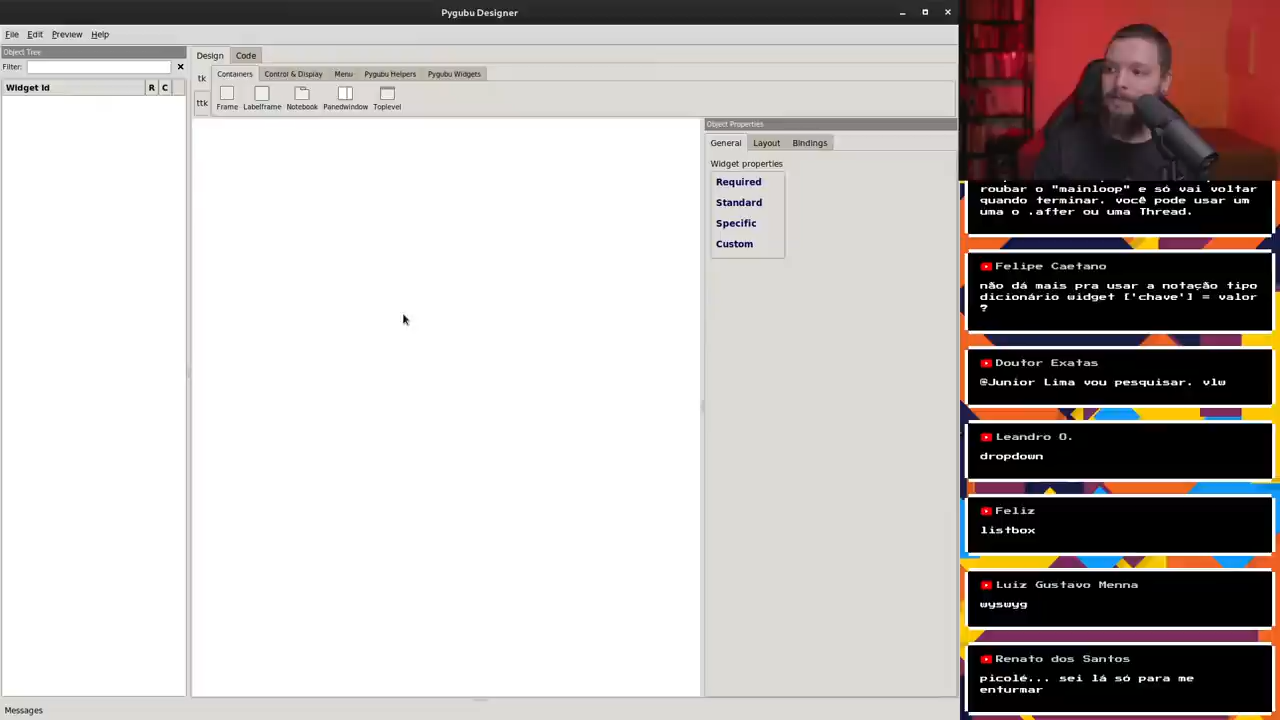 Pygubu Designer
File Edit Preview Help
Object Tree
Filter:
Widget Id R C
Design Code
tk
ttk
Containers Control & Display Menu Pygubu Helpers Pygubu Widgets
Frame Labelframe Notebook Panedwindow Toplevel
Object Properties
General Layout Bindings
Widget properties
Required
Standard
Specific
Custom
Messages
roubar o "mainloop" e só vai voltar
quando terminar. você pode usar um
uma o .after ou uma Thread.
Felipe Caetano
não dá mais pra usar a notação tipo
dicionário widget ['chave'] = valor
?
Doutor Exatas
@Junior Lima vou pesquisar. vlw
Leandro O.
dropdown
Feliz
listbox
Luiz Gustavo Menna
wyswyg
Renato dos Santos
picolé... sei lá só para me
enturmar